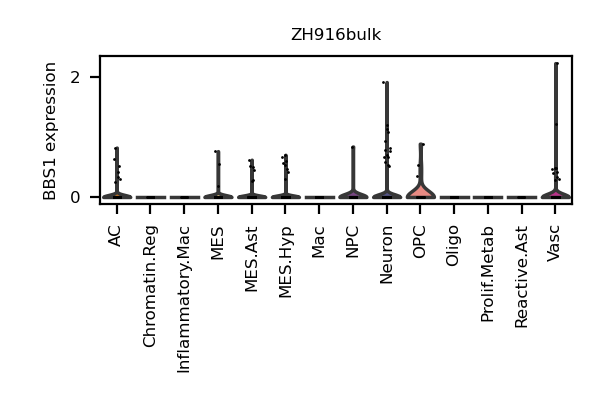 ZH916bulk
BBS1 expression
2
0
AC
Chromatin.Reg
Inflammatory.Mac
MES
MES.Ast
MES.Hyp
Mac
NPC
Neuron
OPC
Oligo
Prolif.Metab
Reactive.Ast
Vasc